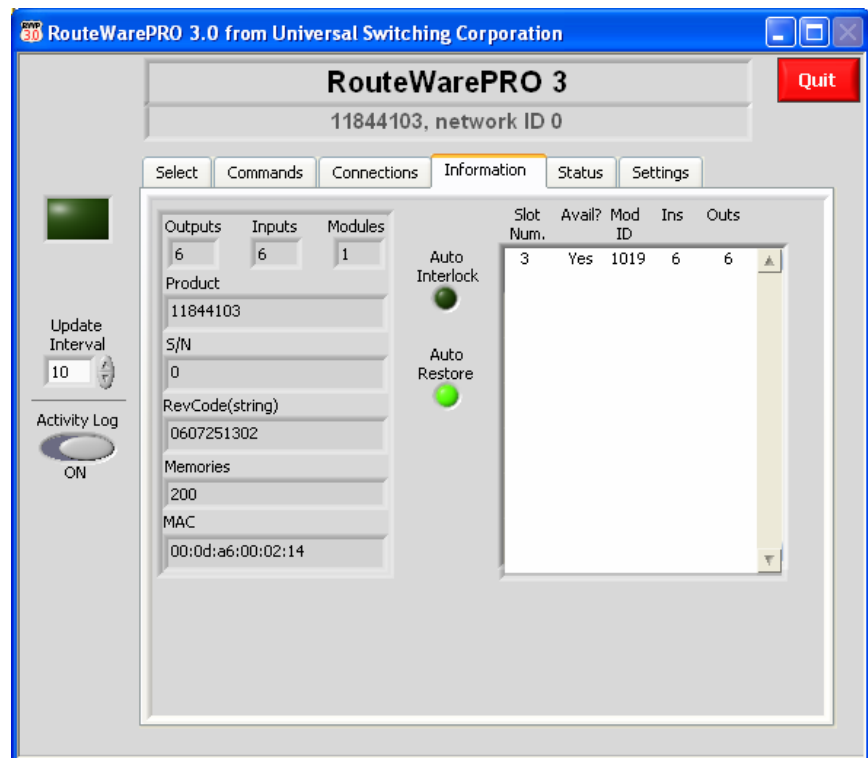 RWP 3.0 RouteWarePRO 3.0 from Universal Switching Corporation
RouteWarePRO 3
Quit
11844103, network ID 0
Select Commands Connections Information Status Settings
Outputs Inputs Modules
6 6 1
Product
11844103
S/N
0
RevCode(string)
0607251302
Memories
200
MAC
00:0d:a6:00:02:14
Auto
Interlock
Auto
Restore
Slot Num. Avail? Mod ID Ins Outs
3 Yes 1019 6 6
Update
Interval
10
Activity Log
ON